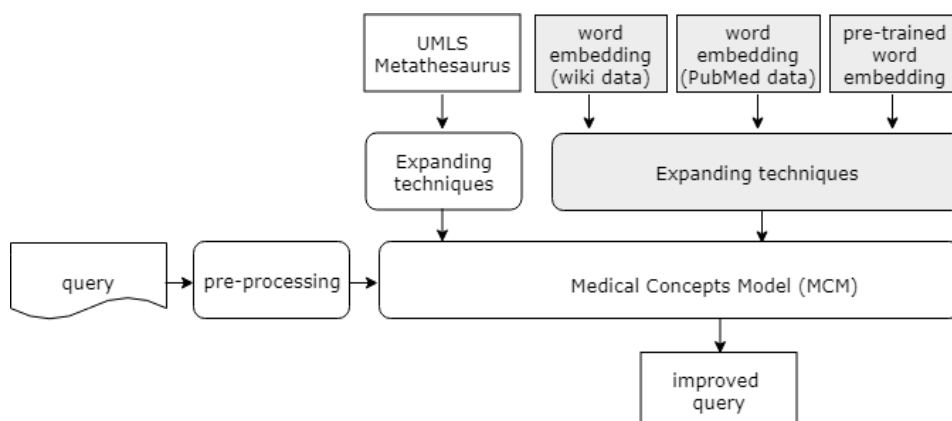 UMLS
Metathesaurus
word
embedding
(wiki data)
word
embedding
(PubMed data)
pre-trained
word
embedding
Expanding
techniques
Expanding techniques
query
pre-processing
Medical Concepts Model (MCM)
improved
query